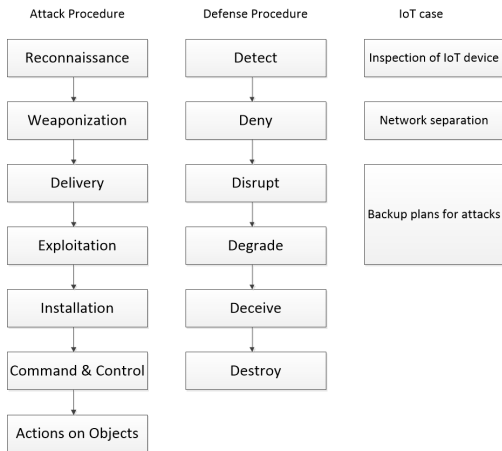 Attack Procedure
Reconnaissance
Weaponization
Delivery
Exploitation
Installation
Command & Control
Actions on Objects
Defense Procedure
Detect
Deny
Disrupt
Degrade
Deceive
Destroy
IoT case
Inspection of IoT device
Network separation
Backup plans for attacks